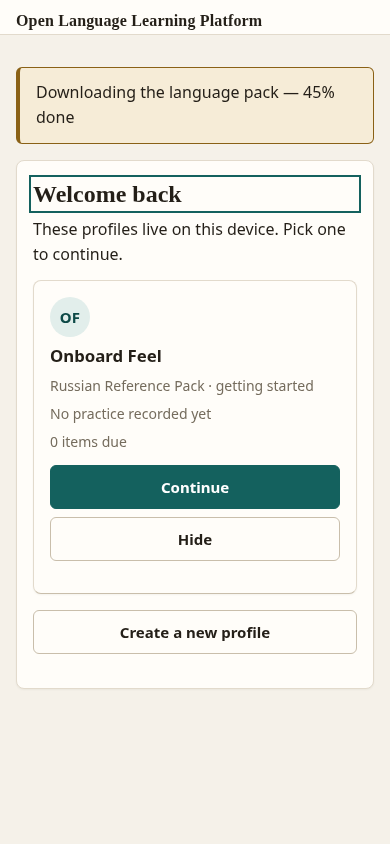 Open Language Learning Platform
Downloading the language pack — 45%
done
Welcome back
These profiles live on this device. Pick one
to continue.
OF
Onboard Feel
Russian Reference Pack · getting started
No practice recorded yet
0 items due
Continue
Hide
Create a new profile